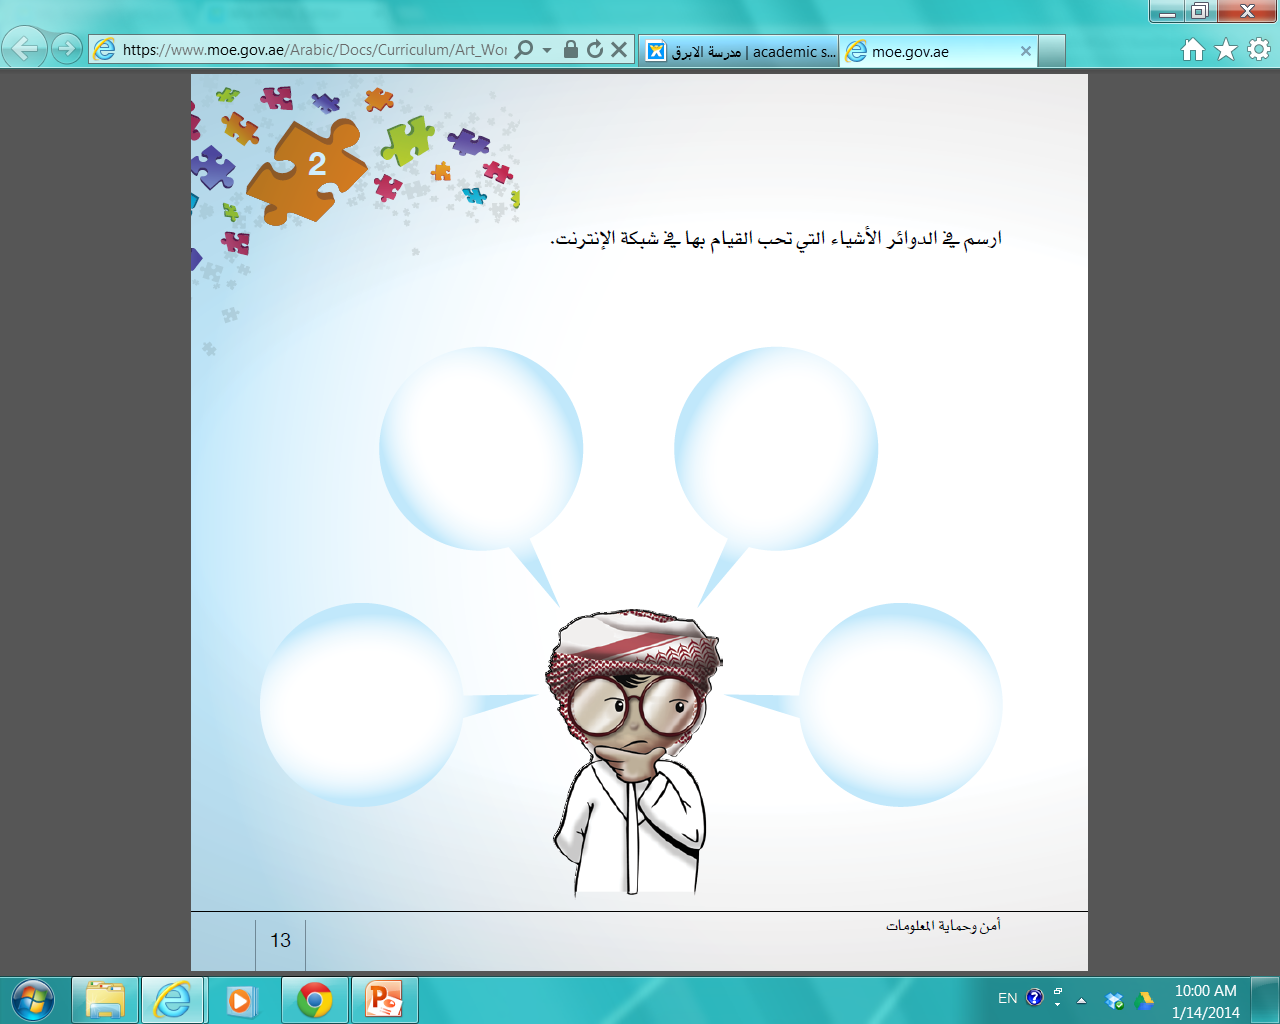 https://www.moe.gov.ae/Arabic/Docs/Curriculum/Art_Wor
مدرسة الابرق | academic s...
moe.gov.ae
2
ارسم في الدوائر الأشياء التي تحب القيام بها في شبكة الإنترنت.
أمن وحماية المعلومات
13
EN
10:00 AM
1/14/2014